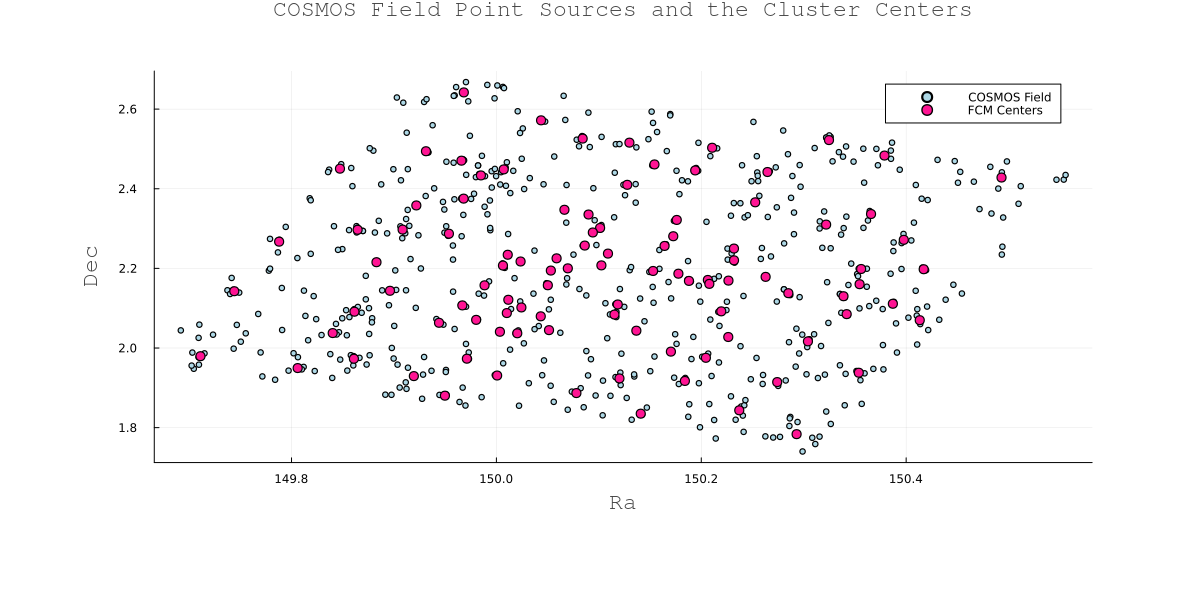 COSMOS Field Point Sources and the Cluster Centers
COSMOS Field
FCM Centers
2.6
2.4
2.2
2.0
1.8
Dec
149.8 150.0 150.2 150.4
Ra